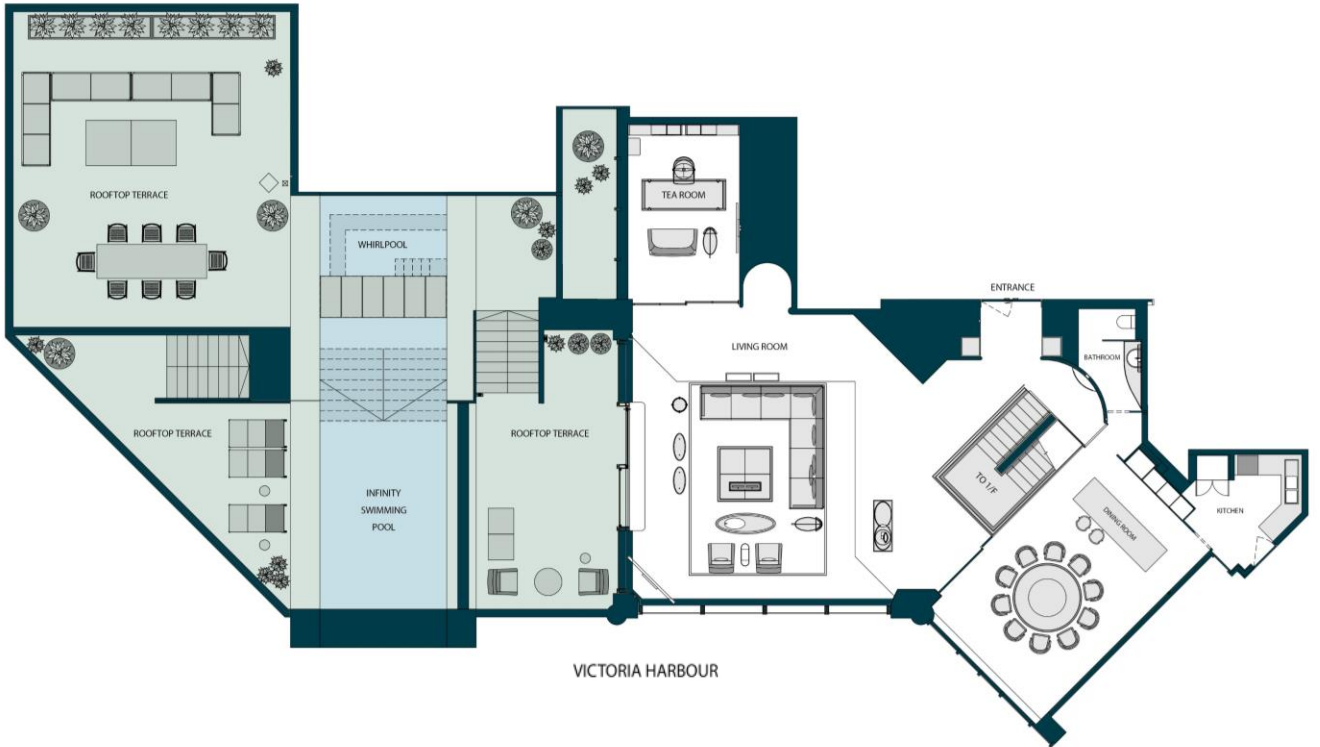 ROOFTOP TERRACE
WHIRLPOOL
TEA ROOM
ENTRANCE
LIVING ROOM
BATHROOM
ROOFTOP TERRACE
ROOFTOP TERRACE
TO 1/F
INFINITY
SWIMMING
POOL
DINING ROOM
KITCHEN
VICTORIA HARBOUR